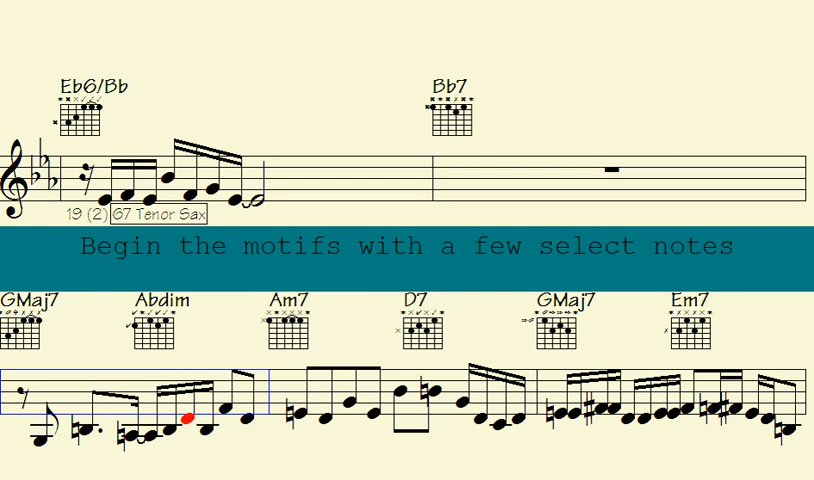 Eb6/Bb Bb7
19 (2) 67 Tenor Sax
Begin the motifs with a few select notes
GMaj7 Abdim Am7 D7 GMaj7 Em7